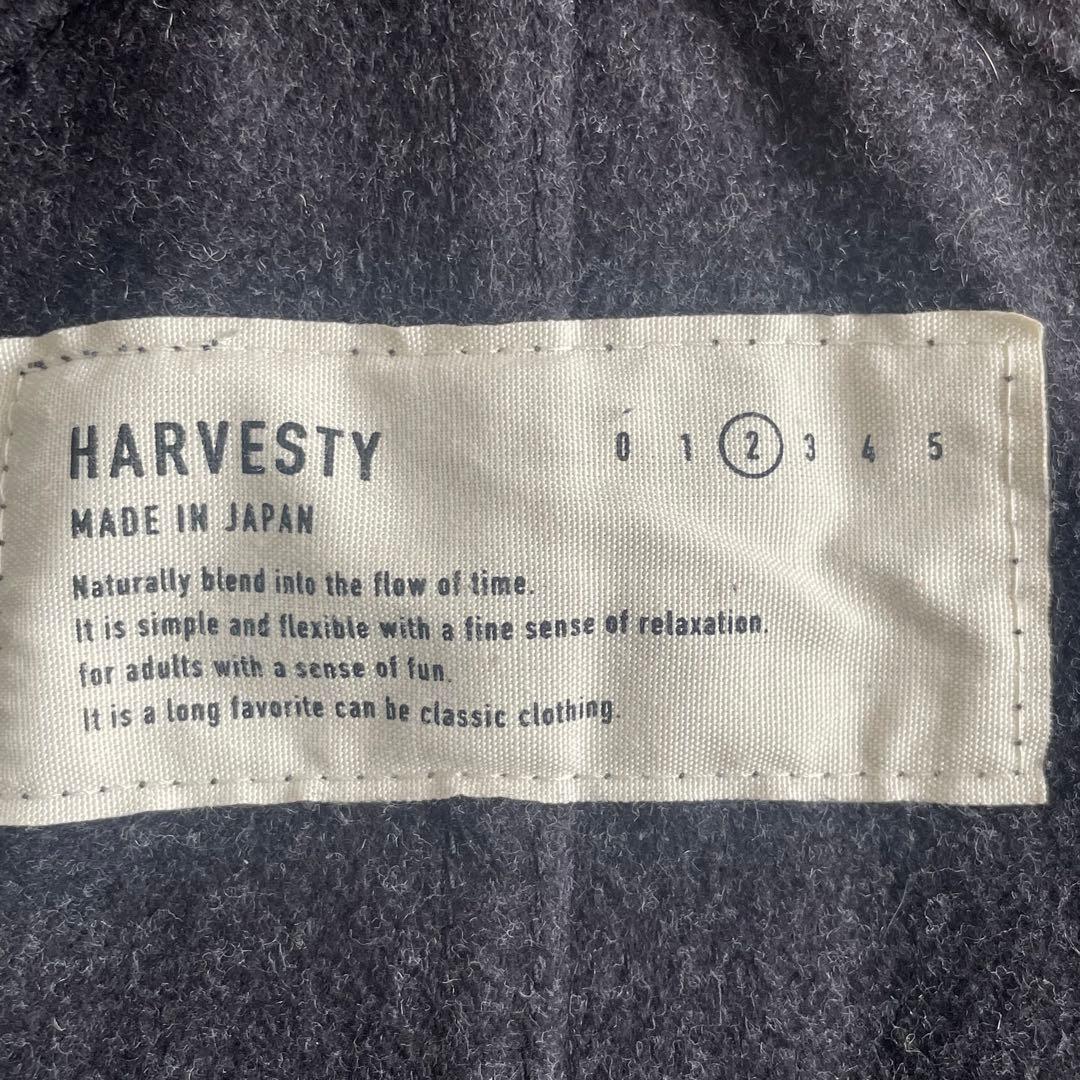 HARVESTY 0 1 2 3 4 5
MADE IN JAPAN
Naturally blend into the flow of time.
It is simple and flexible with a fine sense of relaxation.
for adults with a sense of fun.
It is a long favorite can be classic clothing.